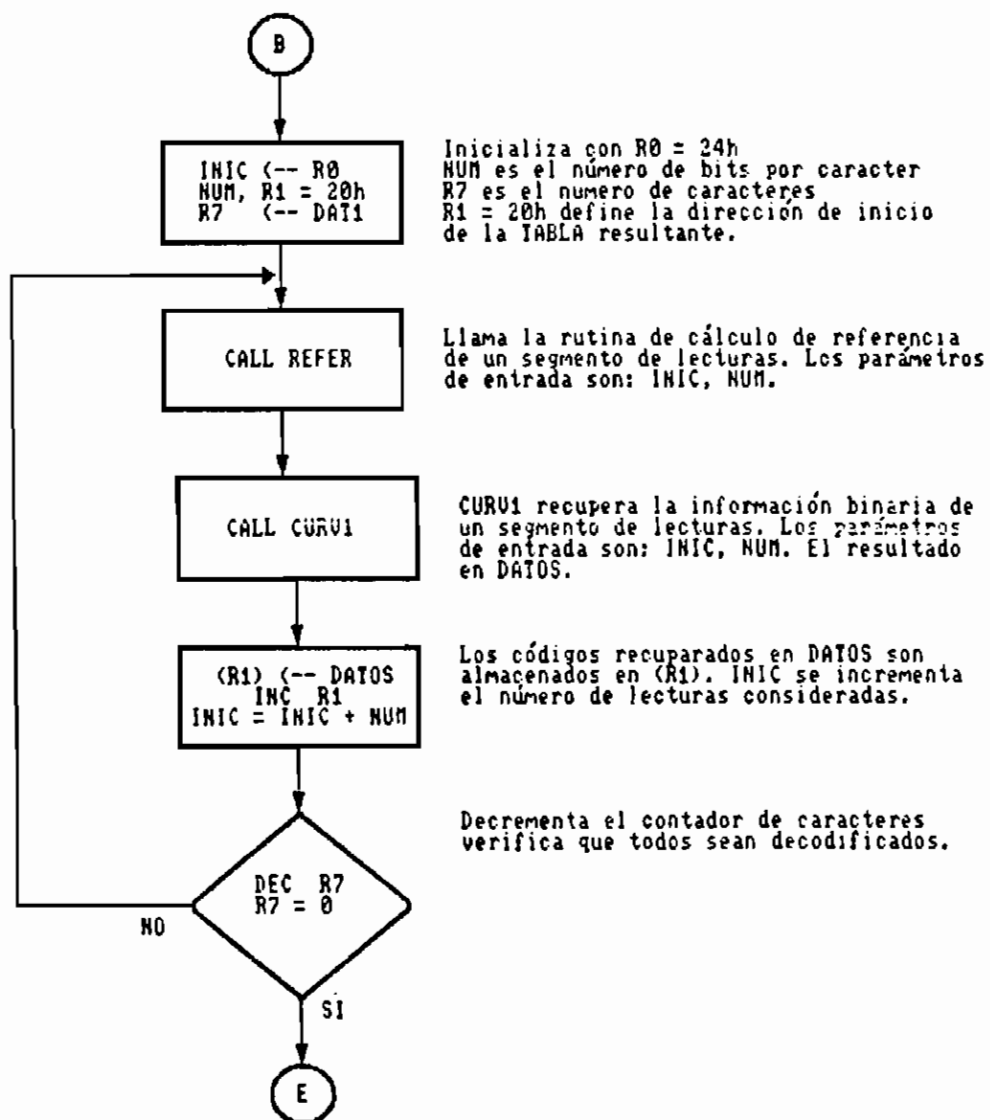 B
INIC <-- R0
NUM, R1 = 20h
R7 <-- DAT1
Inicializa con R0 = 24h
NUM es el número de bits por caracter
R7 es el numero de caracteres
R1 = 20h define la dirección de inicio
de la TABLA resultante.
CALL REFER
Llama la rutina de cálculo de referencia
de un segmento de lecturas. Los parámetros
de entrada son: INIC, NUM.
CALL CURV1
CURV1 recupera la información binaria de
un segmento de lecturas. Los parámetros
de entrada son: INIC, NUM. El resultado
en DATOS.
(R1) <-- DATOS
INC R1
INIC = INIC + NUM
Los códigos recuparados en DATOS son
almacenados en (R1). INIC se incrementa
el número de lecturas consideradas.
DEC R7
R7 = 0
Decrementa el contador de caracteres
verifica que todos sean decodificados.
NO
SI
E